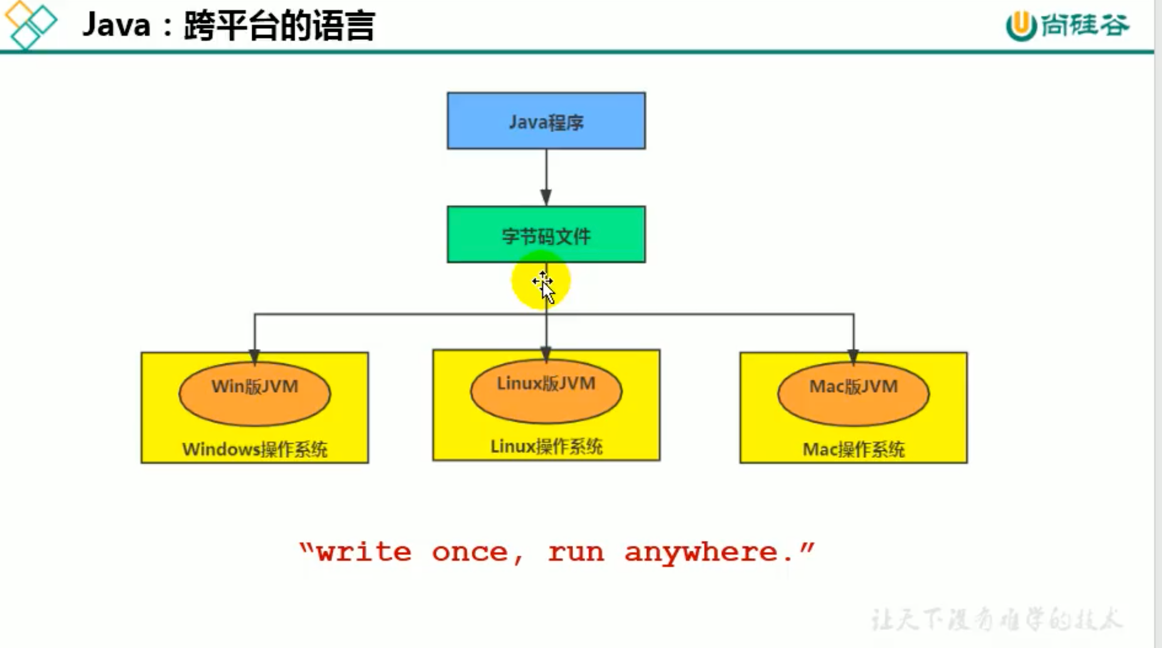 Java：跨平台的语言
尚硅谷
Java程序
字节码文件
Win版JVM
Windows操作系统
Linux版JVM
Linux操作系统
Mac版JVM
Mac操作系统
“write once, run anywhere.”
让天下没有难学的技术